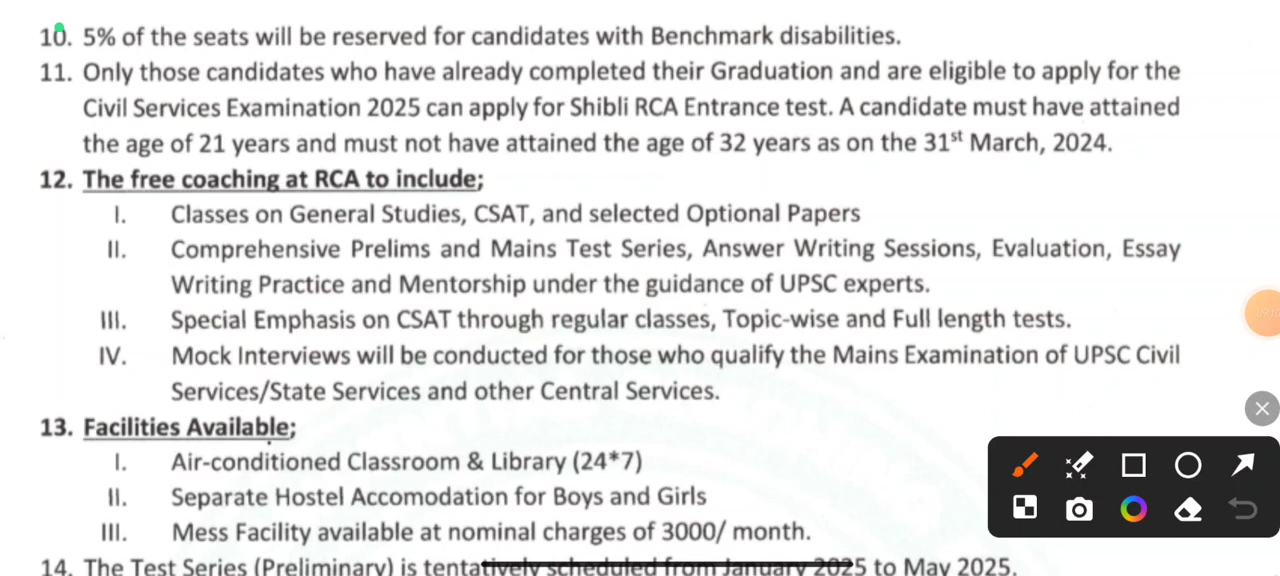 10. 5% of the seats will be reserved for candidates with Benchmark disabilities.
11. Only those candidates who have already completed their Graduation and are eligible to apply for the
Civil Services Examination 2025 can apply for Shibli RCA Entrance test. A candidate must have attained
the age of 21 years and must not have attained the age of 32 years as on the 31st March, 2024.
12. The free coaching at RCA to include;
I. Classes on General Studies, CSAT, and selected Optional Papers
II. Comprehensive Prelims and Mains Test Series, Answer Writing Sessions, Evaluation, Essay
Writing Practice and Mentorship under the guidance of UPSC experts.
III. Special Emphasis on CSAT through regular classes, Topic-wise and Full length tests.
IV. Mock Interviews will be conducted for those who qualify the Mains Examination of UPSC Civil
Services/State Services and other Central Services.
13. Facilities Available;
I. Air-conditioned Classroom & Library (24*7)
II. Separate Hostel Accomodation for Boys and Girls
III. Mess Facility available at nominal charges of 3000/ month.
14. The Test Series (Preliminary) is tentatively scheduled from January 2025 to May 2025.